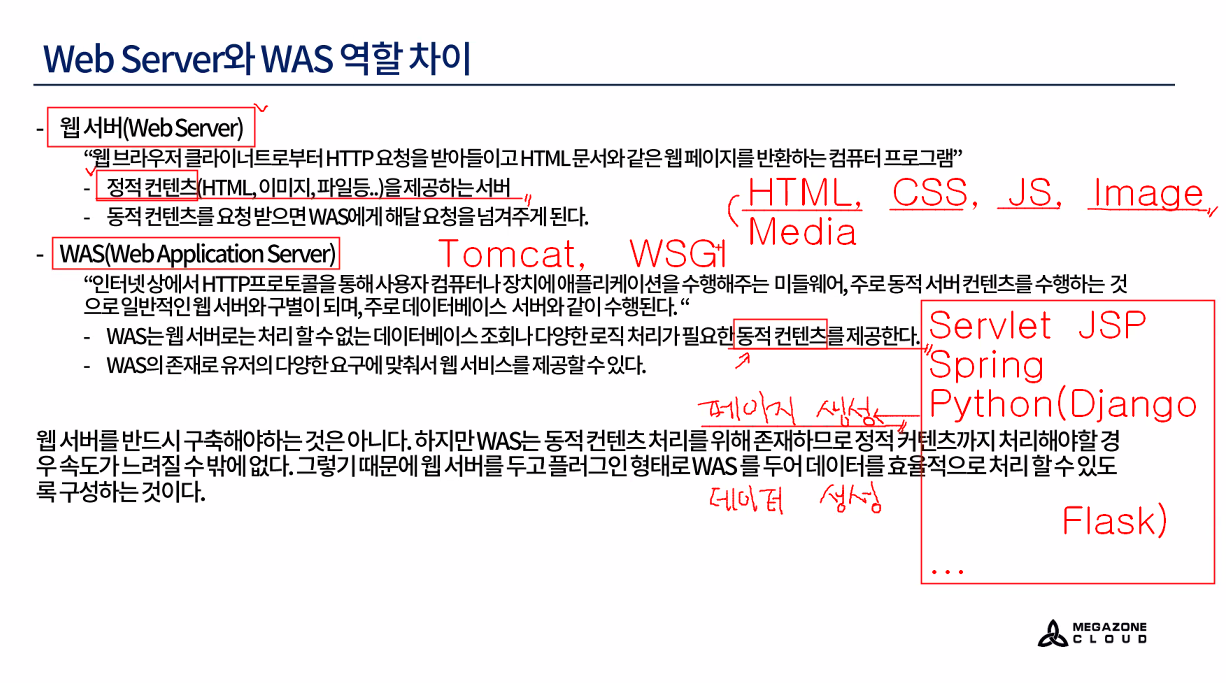 Web Server와 WAS 역할 차이
- 웹 서버(Web Server)
“웹 브라우저 클라이너트로부터 HTTP 요청을 받아들이고 HTML 문서와 같은 웹 페이지를 반환하는 컴퓨터 프로그램”
- 정적 컨텐츠(HTML, 이미지, 파일등..)을 제공하는 서버
HTML, CSS, JS, Image
- 동적 컨텐츠를 요청 받으면 WAS에게 해달 요청을 넘겨주게 된다.
Media
- WAS(Web Application Server)
Tomcat, WSGI
“인터넷 상에서 HTTP프로토콜을 통해 사용자 컴퓨터나 장치에 애플리케이션을 수행해주는 미들웨어, 주로 동적 서버 컨텐츠를 수행하는 것
으로 일반적인 웹 서버와 구별이 되며, 주로 데이터베이스 서버와 같이 수행된다. “
- WAS는 웹 서버로는 처리 할 수 없는 데이터베이스 조회나 다양한 로직 처리가 필요한 동적 컨텐츠를 제공한다.
Servlet JSP
- WAS의 존재로 유저의 다양한 요구에 맞춰서 웹 서비스를 제공할 수 있다.
Spring
Python(Django
페이지 생성
웹 서버를 반드시 구축해야하는 것은 아니다. 하지만 WAS는 동적 컨텐츠 처리를 위해 존재하므로 정적 커텐츠까지 처리해야할 경
우 속도가 느려질 수 밖에 없다. 그렇기 때문에 웹 서버를 두고 플러그인 형태로 WAS 를 두어 데이터를 효율적으로 처리 할 수 있도
록 구성하는 것이다.
데이터 생성
Flask)
...
MEGAZONE
CLOUD